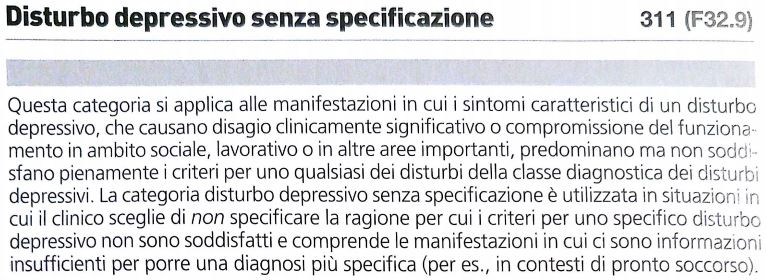 Disturbo depressivo senza specificazione 311 (F32.9)
Questa categoria si applica alle manifestazioni in cui i sintomi caratteristici di un disturbo
depressivo, che causano disagio clinicamente significativo o compromissione del funziona-
mento in ambito sociale, lavorativo o in altre aree importanti, predominano ma non soddi-
sfano pienamente i criteri per uno qualsiasi dei disturbi della classe diagnostica dei disturbi
depressivi. La categoria disturbo depressivo senza specificazione è utilizzata in situazioni in
cui il clinico sceglie di non specificare la ragione per cui i criteri per uno specifico disturbo
depressivo non sono soddisfatti e comprende le manifestazioni in cui ci sono informazioni
insufficienti per porre una diagnosi più specifica (per es., in contesti di pronto soccorso).